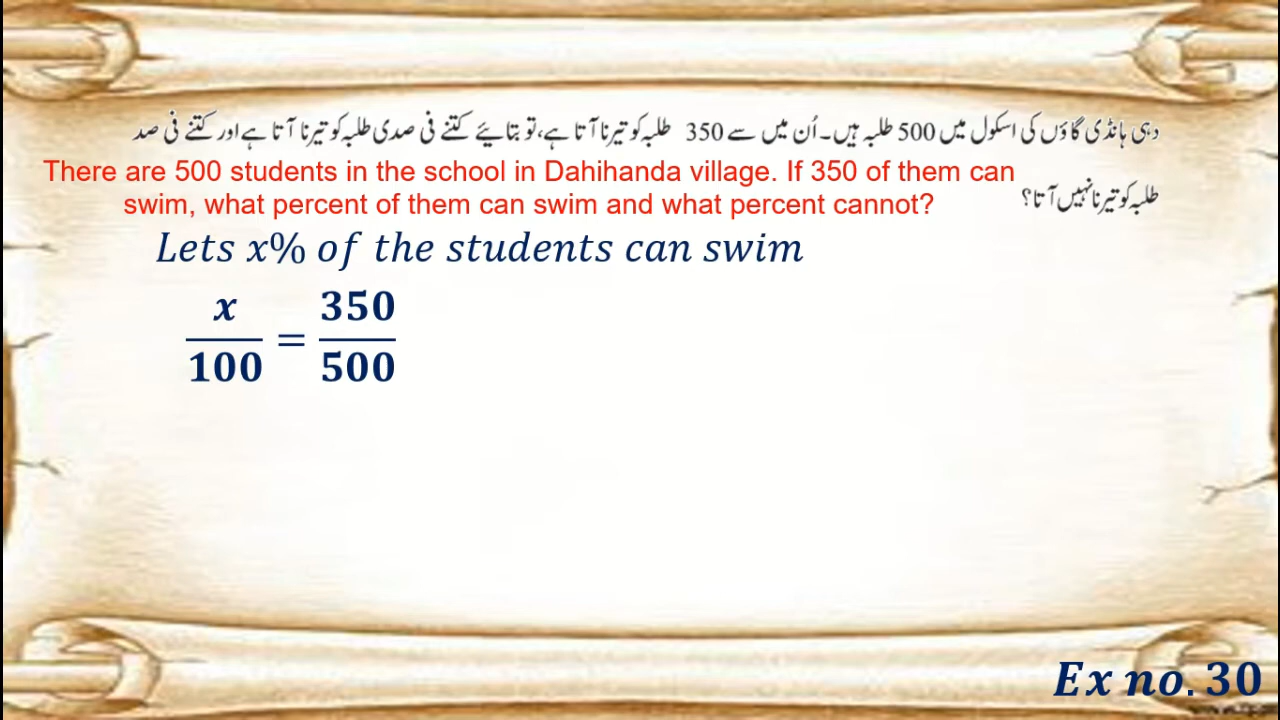 دہی ہانڈی گاؤں کی اسکول میں 500 طلبہ ہیں۔ اُن میں سے 350 طلبہ کو تیرنا آتا ہے، تو بتائیے کتنے فی صدی طلبہ کو تیرنا آتا ہے اور کتنے فی صد
طلبہ کو تیرنا نہیں آتا؟
There are 500 students in the school in Dahihanda village. If 350 of them can
swim, what percent of them can swim and what percent cannot?
Lets x% of the students can swim
x/100 = 350/500
Ex no. 30